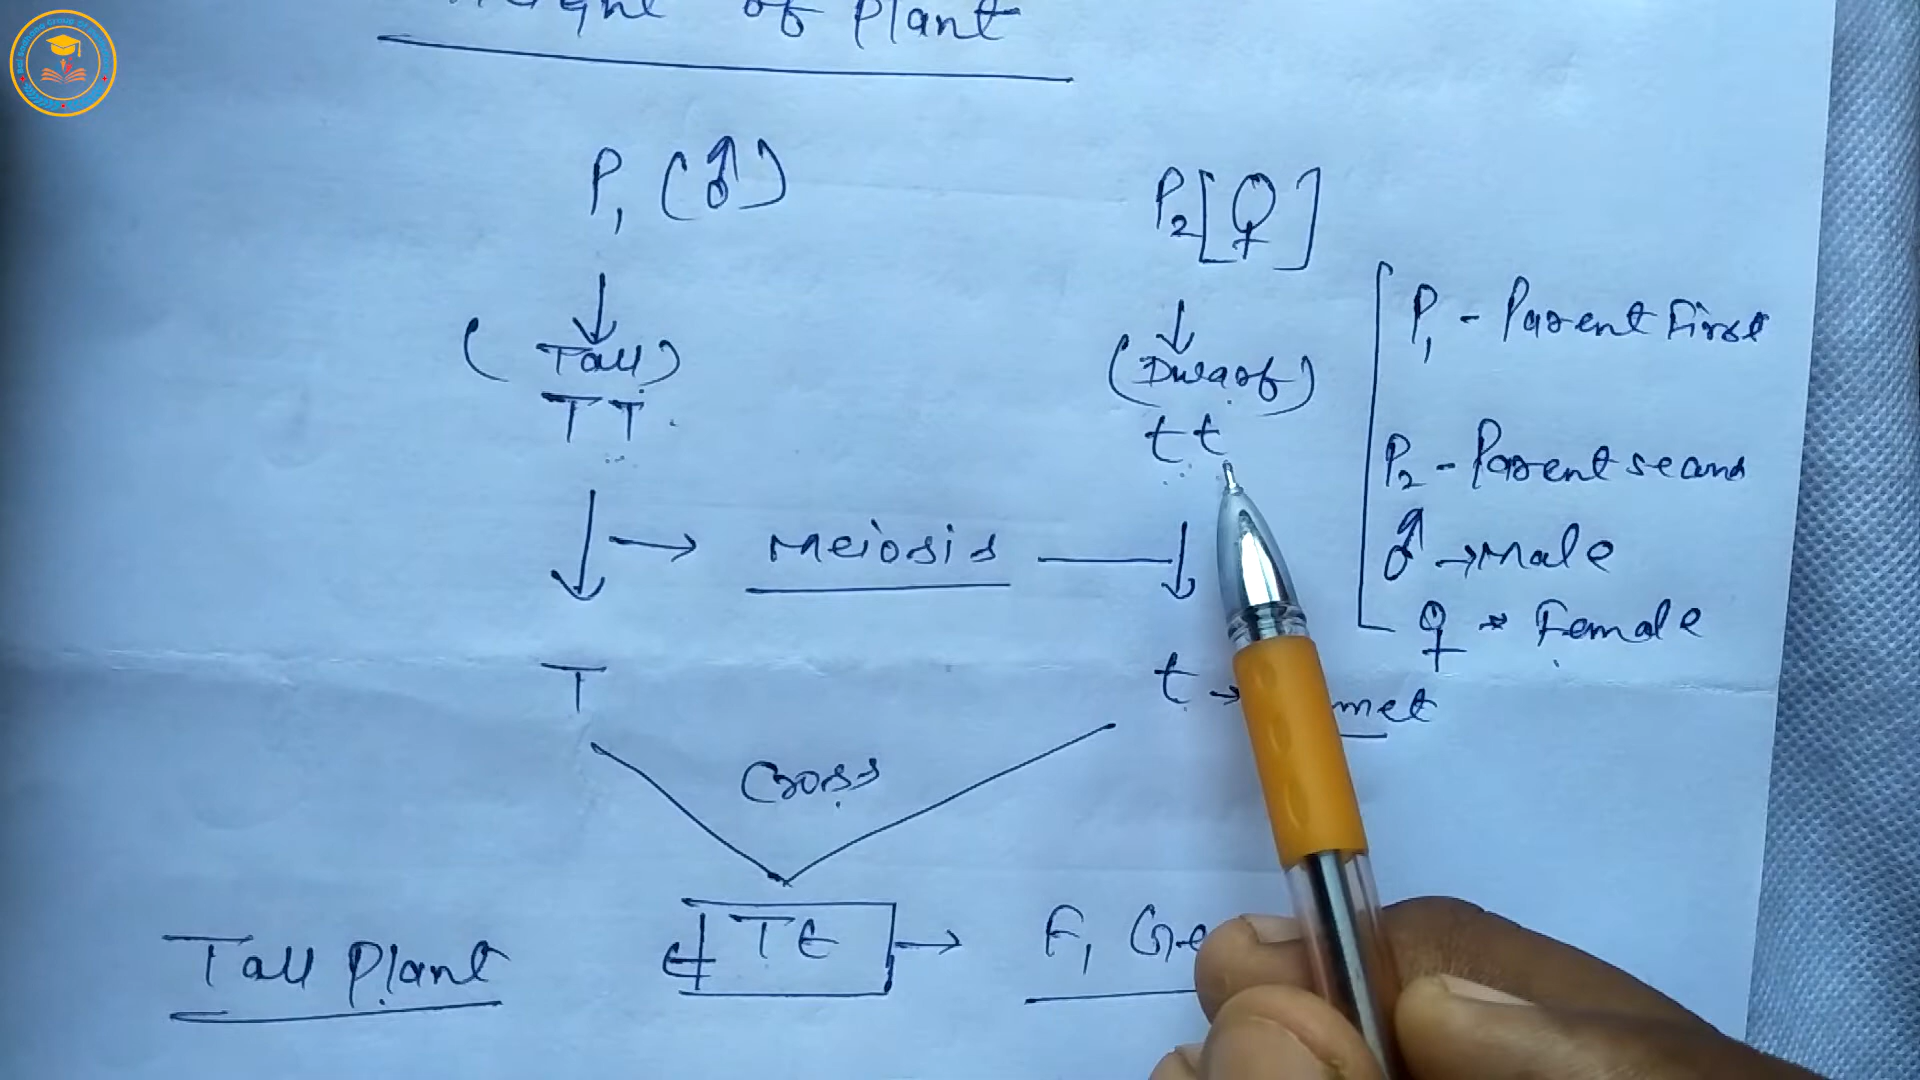 of Plant
P1 (♂)
P2 [♀]
(Tall)
TT
(Dwarf)
tt
P1 - Parent First
P2 - Parent secand
♂ → Male
♀ → Female
Meiosis
T
t →
Cross
Tall Plant
Tt → F1